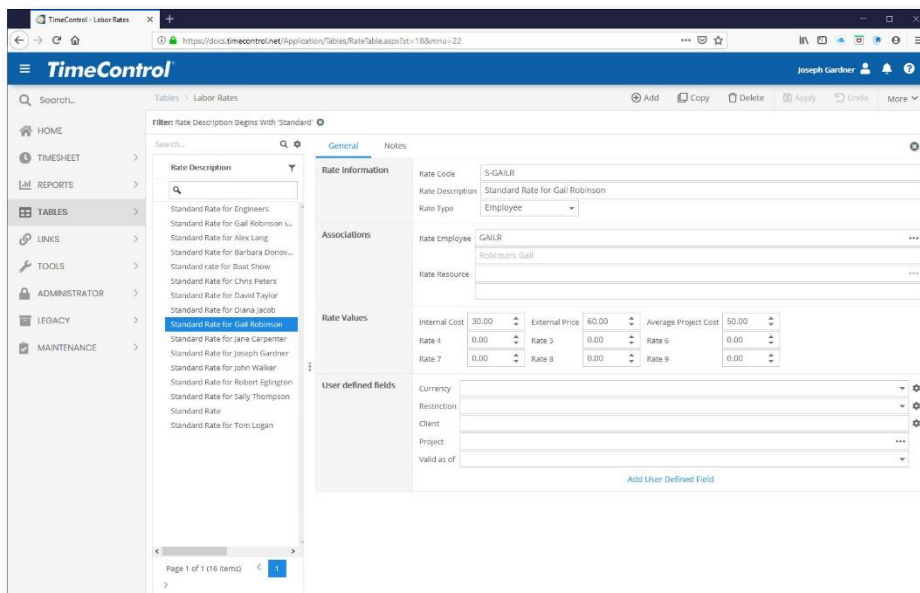 TimeControl - Labor Rates
https://docs.timecontrol.net/Application/Tables/RateTable.aspx?st=18&mnu=22
TimeControl
Joseph Gardner
Search...
Tables > Labor Rates
Add Copy Delete Apply Undo More
Filter: Rate Description Begins With 'Standard'
HOME
TIMESHEET
REPORTS
TABLES
LINKS
TOOLS
ADMINISTRATOR
LEGACY
MAINTENANCE
Search...
Rate Description
Standard Rate for Engineers
Standard Rate for Gail Robinson i...
Standard Rate for Alex Lang
Standard Rate for Barbara Donov...
Standard rate for Boat Show
Standard Rate for Chris Peters
Standard Rate for David Taylor
Standard Rate for Diana Jacob
Standard Rate for Gail Robinson
Standard Rate for Jane Carpenter
Standard Rate for Joseph Gardner
Standard Rate for John Walker
Standard Rate for Robert Eglington
Standard Rate for Sally Thompson
Standard Rate
Standard Rate for Tom Logan
Page 1 of 1 (16 items) < 1
>
General Notes
Rate Information
Rate Code S-GAILR
Rate Description Standard Rate for Gail Robinson
Rate Type Employee
Associations
Rate Employee GAILR
Robinson, Gail
Rate Resource
Rate Values
Internal Cost 30.00 External Price 60.00 Average Project Cost 50.00
Rate 4 0.00 Rate 5 0.00 Rate 6 0.00
Rate 7 0.00 Rate 8 0.00 Rate 9 0.00
User defined fields
Currency
Restriction
Client
Project
Valid as of
Add User Defined Field